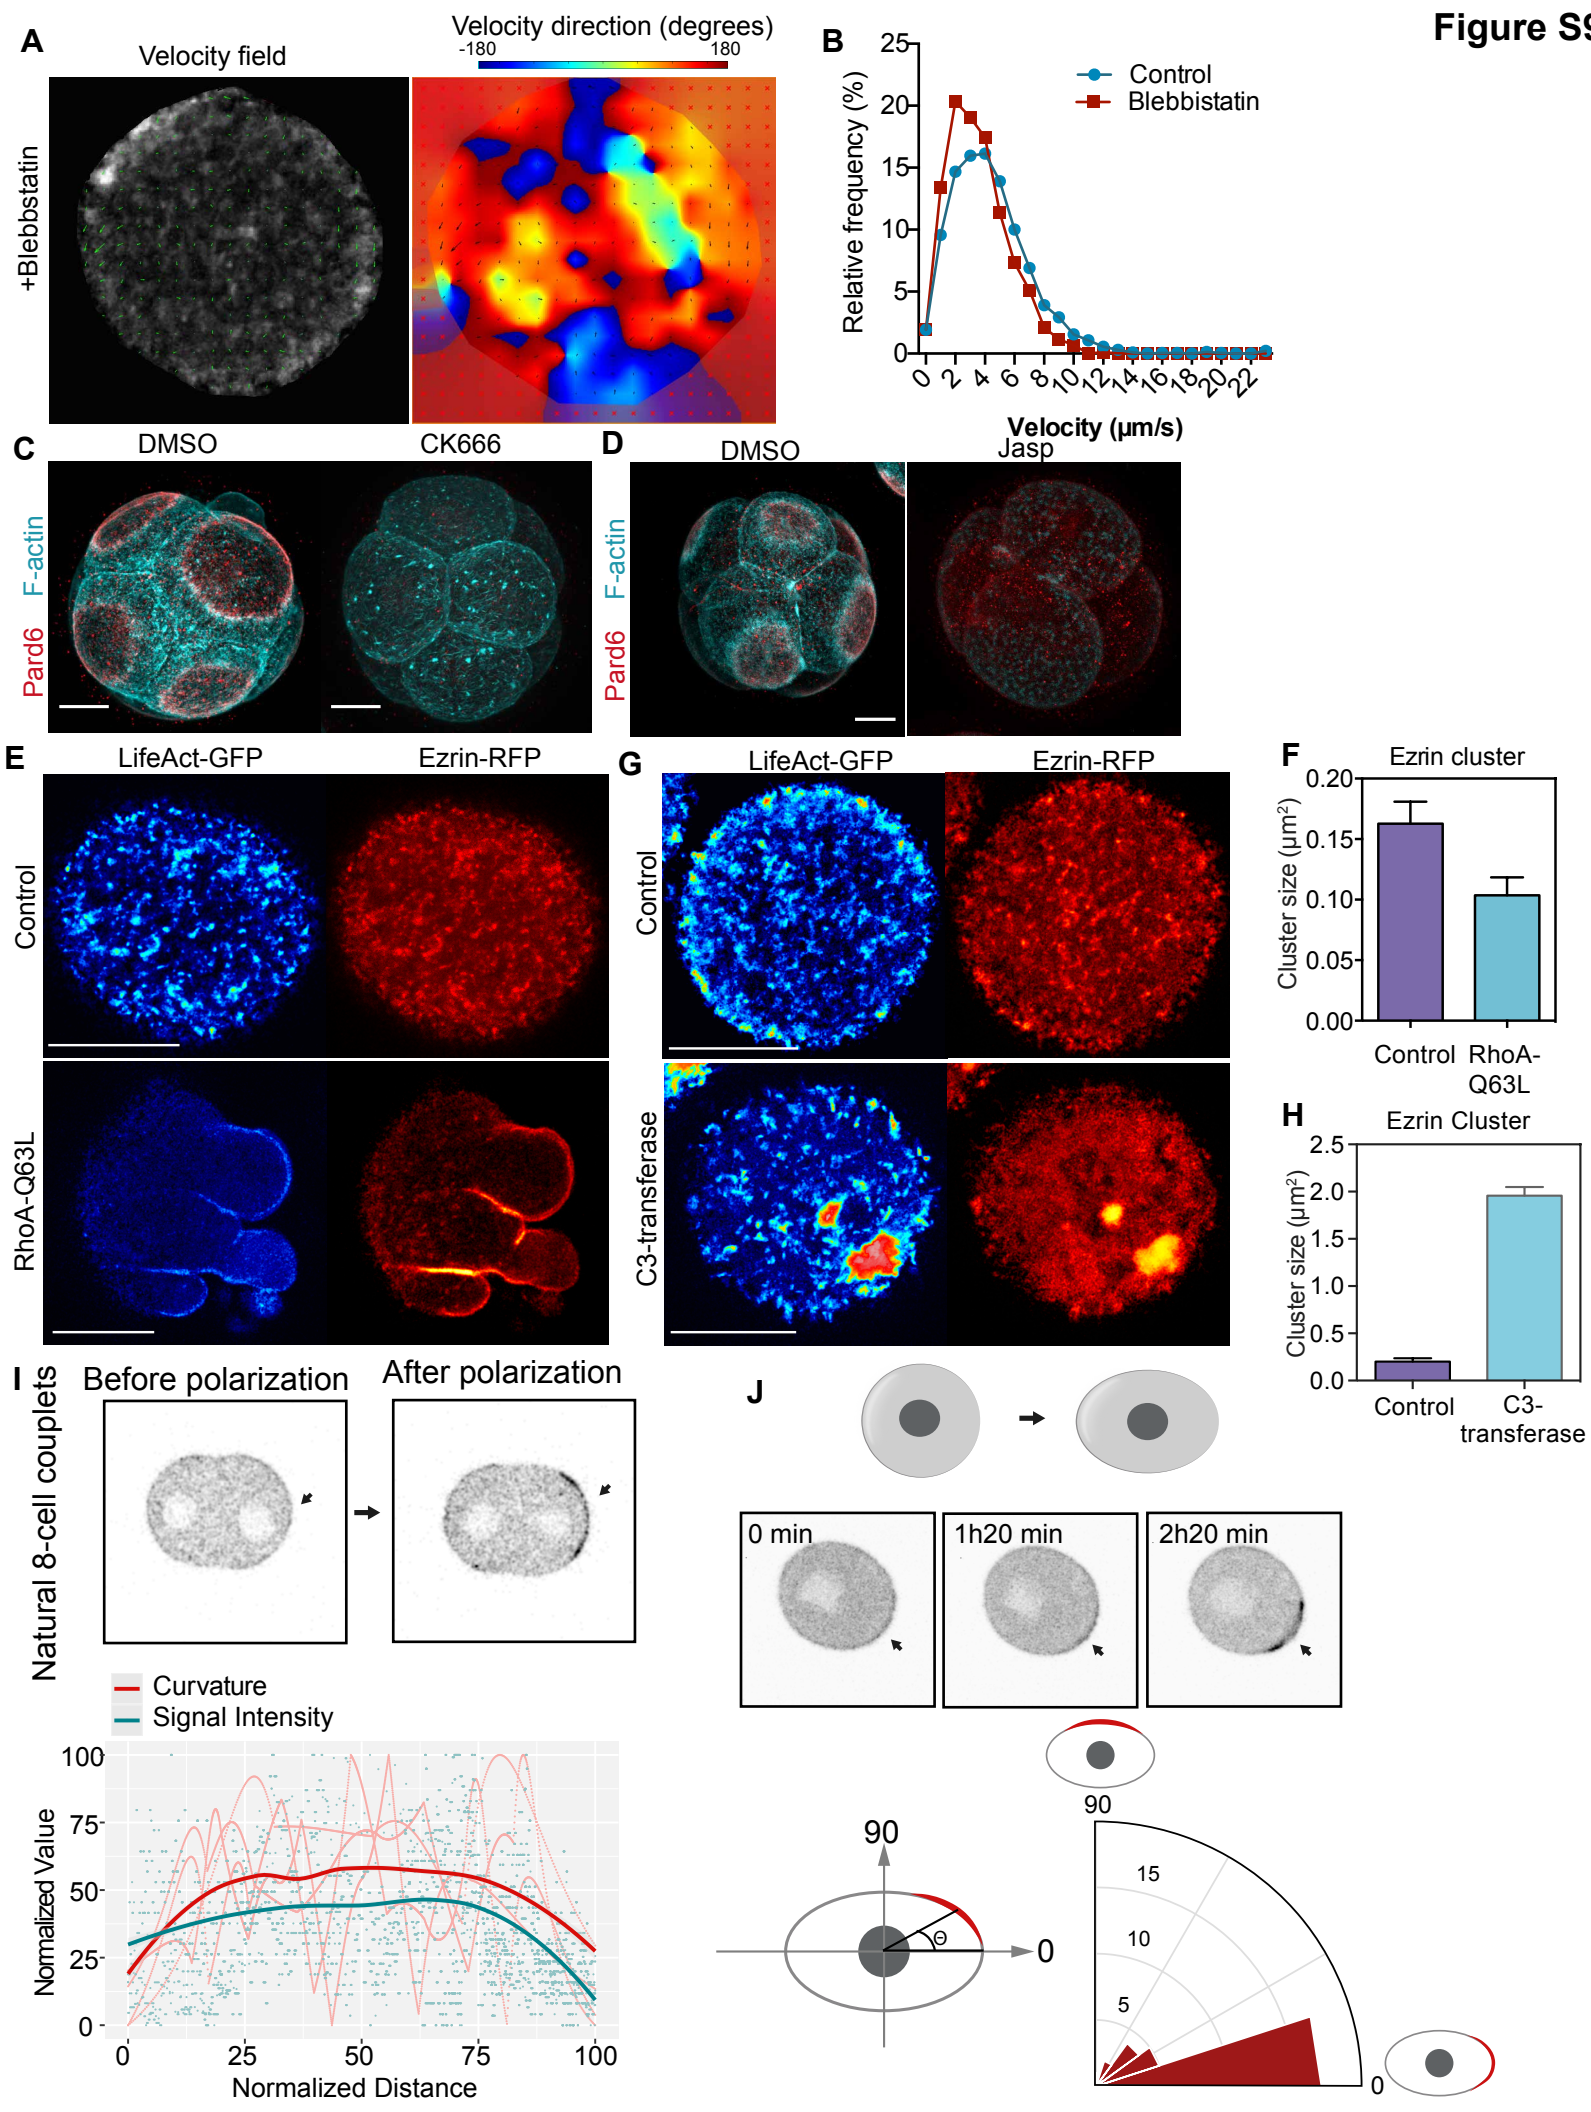 Figure S9
A
Velocity field
Velocity direction (degrees)
-180
180
+Blebbstatin
B
Relative frequency (%)
25
20
15
10
5
0
Control
Blebbistatin
0 2 4 6 8 10 12 14 16 18 20 22
Velocity (µm/s)
C
DMSO
CK666
Pard6 F-actin
D
DMSO
Jasp
Pard6 F-actin
E
LifeAct-GFP
Ezrin-RFP
Control
RhoA-Q63L
G
LifeAct-GFP
Ezrin-RFP
Control
C3-transferase
F
Ezrin cluster
Cluster size (µm²)
0.20
0.15
0.10
0.05
0.00
Control
RhoA-
Q63L
H
Ezrin Cluster
Cluster size (µm²)
2.5
2.0
1.5
1.0
0.5
0.0
Control
C3-
transferase
I
Natural 8-cell couplets
Before polarization
After polarization
Curvature
Signal Intensity
Normalized Value
100
75
50
25
0
0 25 50 75 100
Normalized Distance
J
0 min
1h20 min
2h20 min
90
Θ
0
90
15
10
5
0